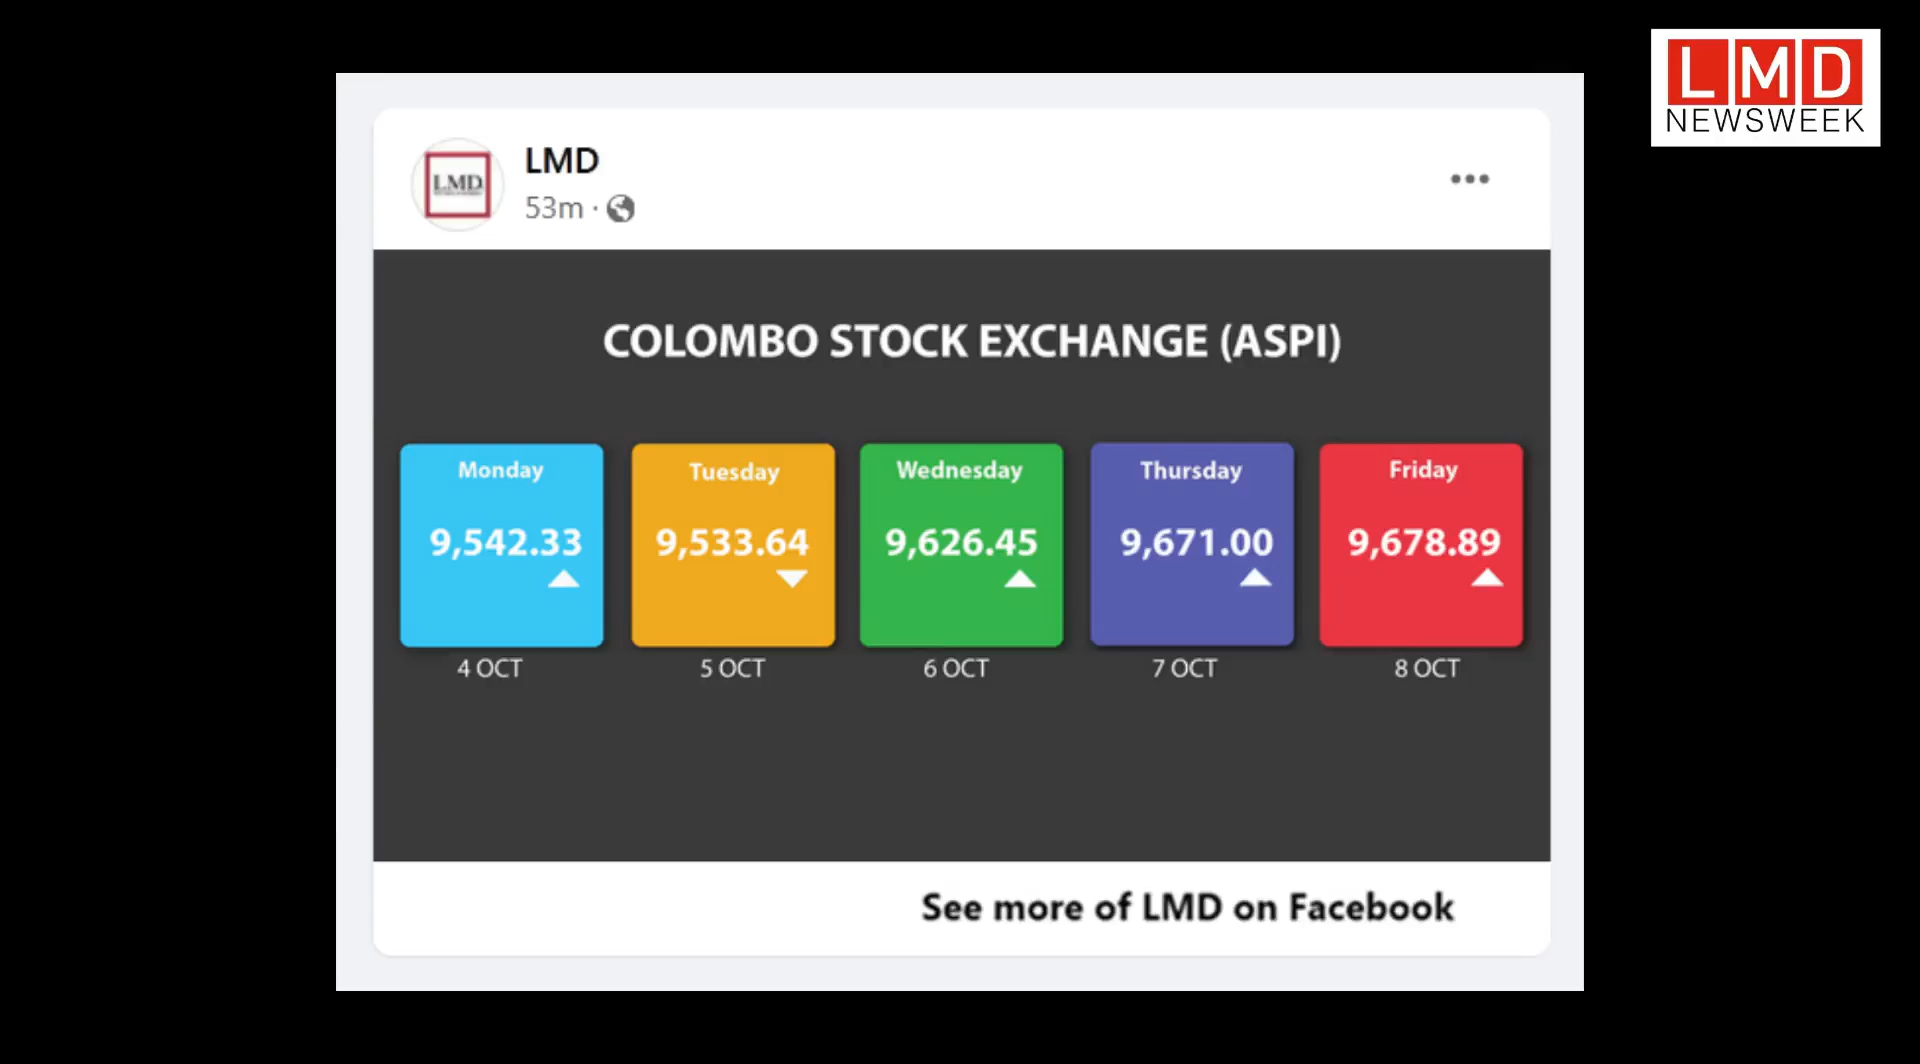 LMD
NEWSWEEK
LMD
LMD
53m ·
COLOMBO STOCK EXCHANGE (ASPI)
Monday
9,542.33
4 OCT
Tuesday
9,533.64
5 OCT
Wednesday
9,626.45
6 OCT
Thursday
9,671.00
7 OCT
Friday
9,678.89
8 OCT
See more of LMD on Facebook